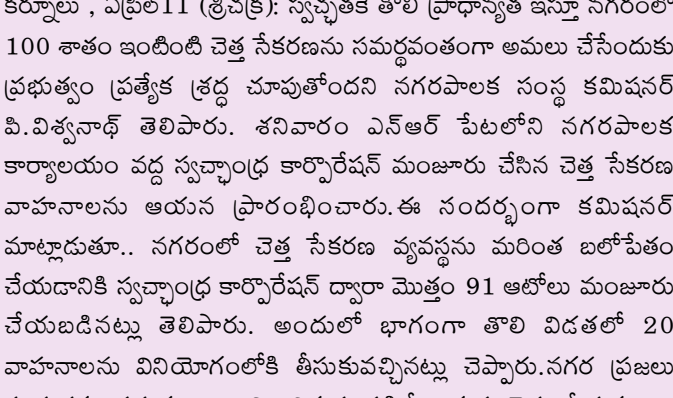 కర్నూలు , ఏప్రిల్11 (శ్రీచక్ర): స్వచ్ఛతకే తొలి ప్రాధాన్యత ఇస్తూ నగరంలో
100 శాతం ఇంటింటి చెత్త సేకరణను సమర్థవంతంగా అమలు చేసేందుకు
ప్రభుత్వం ప్రత్యేక శ్రద్ధ చూపుతోందని నగరపాలక సంస్థ కమిషనర్
పి.విశ్వనాథ్ తెలిపారు. శనివారం ఎన్ఆర్ పేటలోని నగరపాలక
కార్యాలయం వద్ద స్వచ్ఛాంధ్ర కార్పొరేషన్ మంజూరు చేసిన చెత్త సేకరణ
వాహనాలను ఆయన ప్రారంభించారు.ఈ సందర్భంగా కమిషనర్
మాట్లాడుతూ.. నగరంలో చెత్త సేకరణ వ్యవస్థను మరింత బలోపేతం
చేయడానికి స్వచ్ఛాంధ్ర కార్పొరేషన్ ద్వారా మొత్తం 91 ఆటోలు మంజూరు
చేయబడినట్లు తెలిపారు. అందులో భాగంగా తొలి విడతలో 20
వాహనాలను వినియోగంలోకి తీసుకువచ్చినట్లు చెప్పారు.నగర ప్రజలు